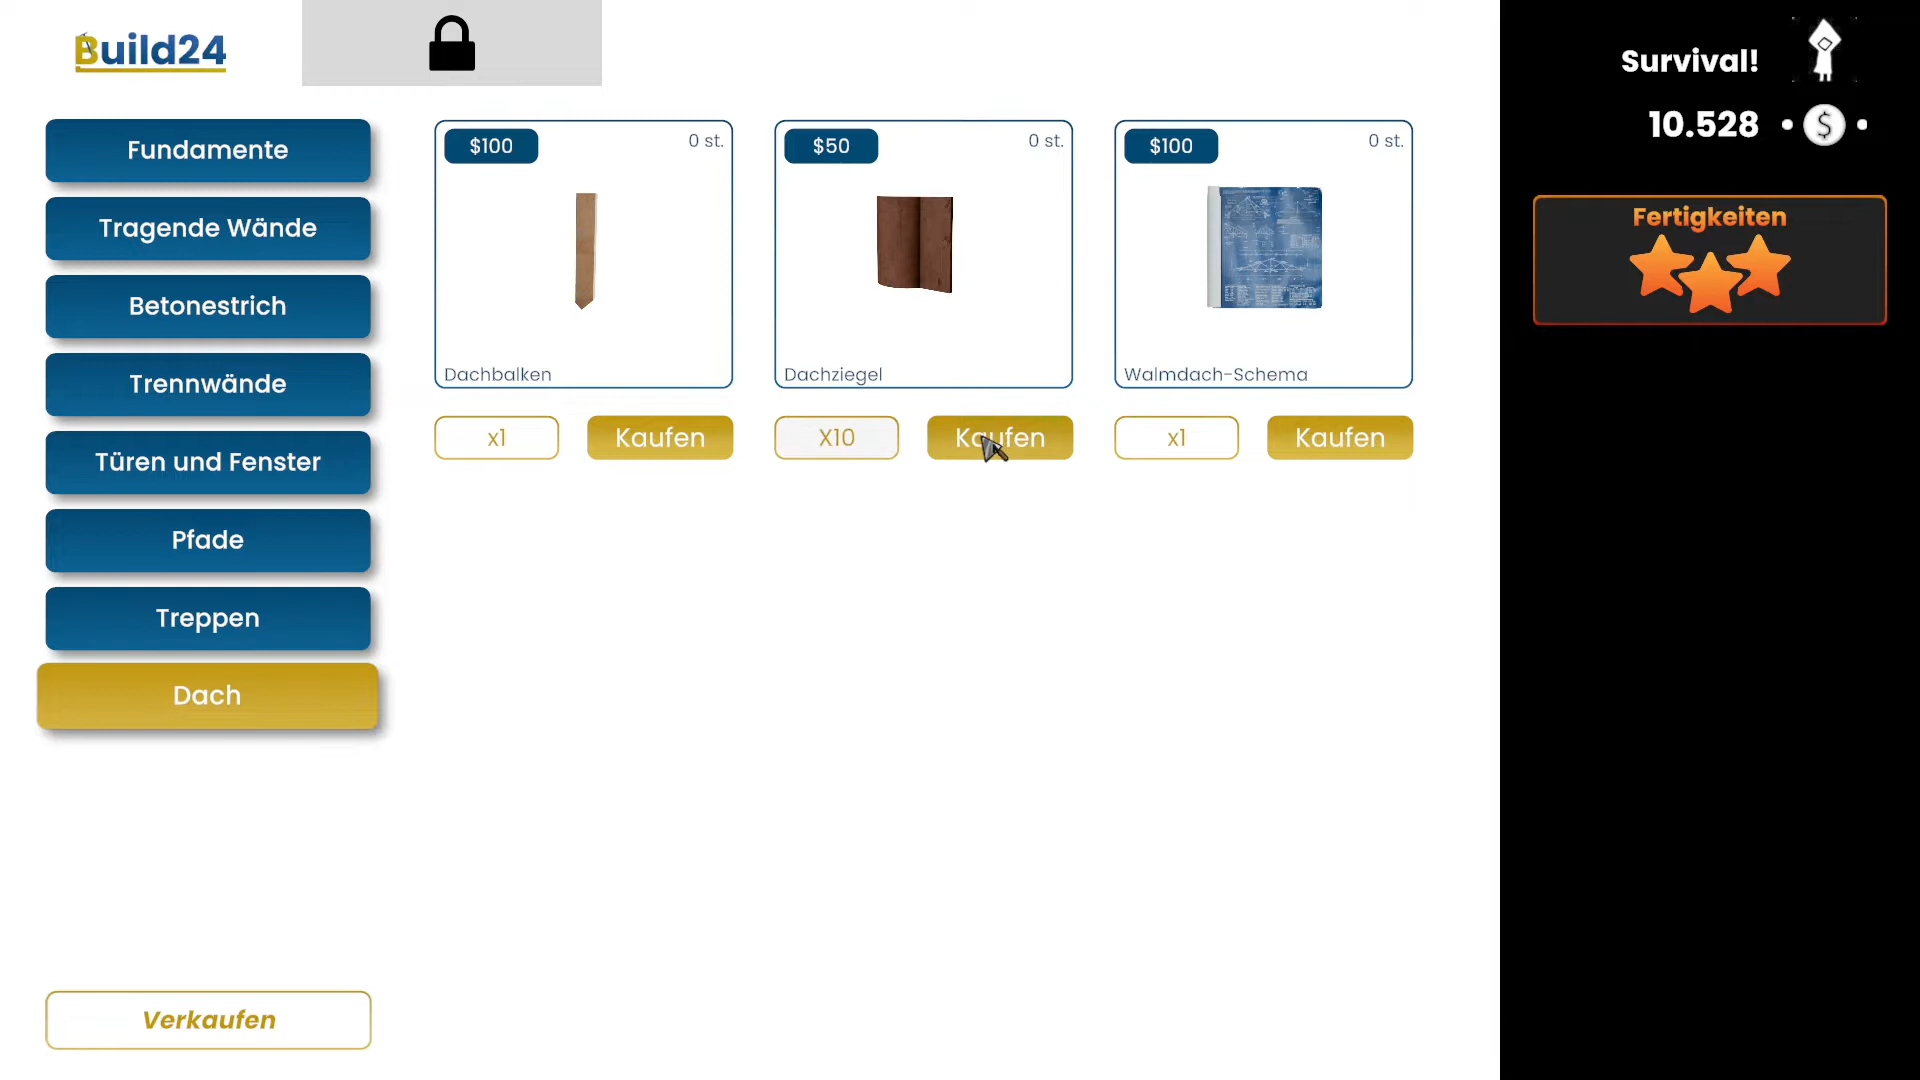 Build24
Survival!
10.528
Fertigkeiten
Fundamente
Tragende Wände
Betonestrich
Trennwände
Türen und Fenster
Pfade
Treppen
Dach
Verkaufen
$100
0 st.
Dachbalken
x1
Kaufen
$50
0 st.
Dachziegel
X10
Kaufen
$100
0 st.
Walmdach-Schema
x1
Kaufen